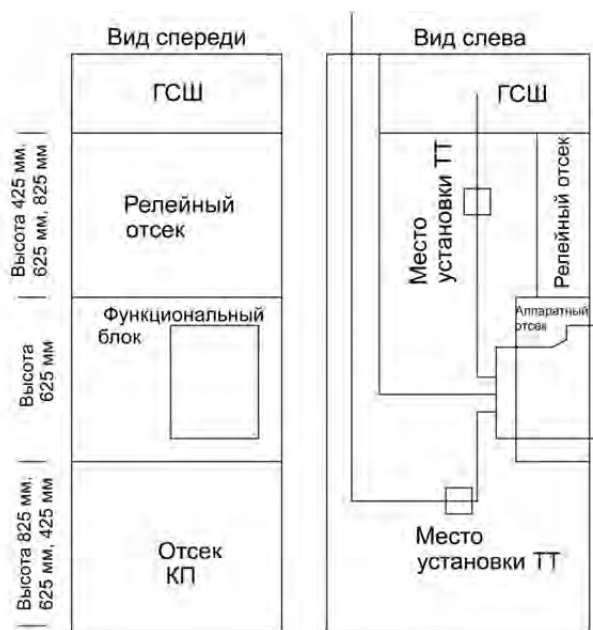 Вид спереди
ГСШ
Высота 425 мм.
625 мм, 825 мм
Релейный
отсек
Высота
625 мм
Функциональный
блок
Высота 825 мм.
625 мм, 425 мм
Отсек
КП
Вид слева
ГСШ
Место
установки ТТ
Релейный отсек
Аппаратный
отсек
Место
установки ТТ